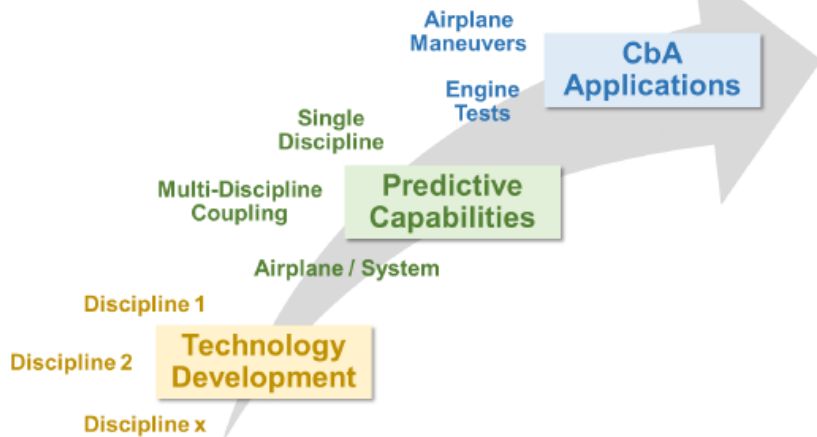 Airplane
Maneuvers
CbA
Applications
Engine
Tests
Single
Discipline
Multi-Discipline
Coupling
Predictive
Capabilities
Airplane / System
Discipline 1
Technology
Development
Discipline 2
Discipline x